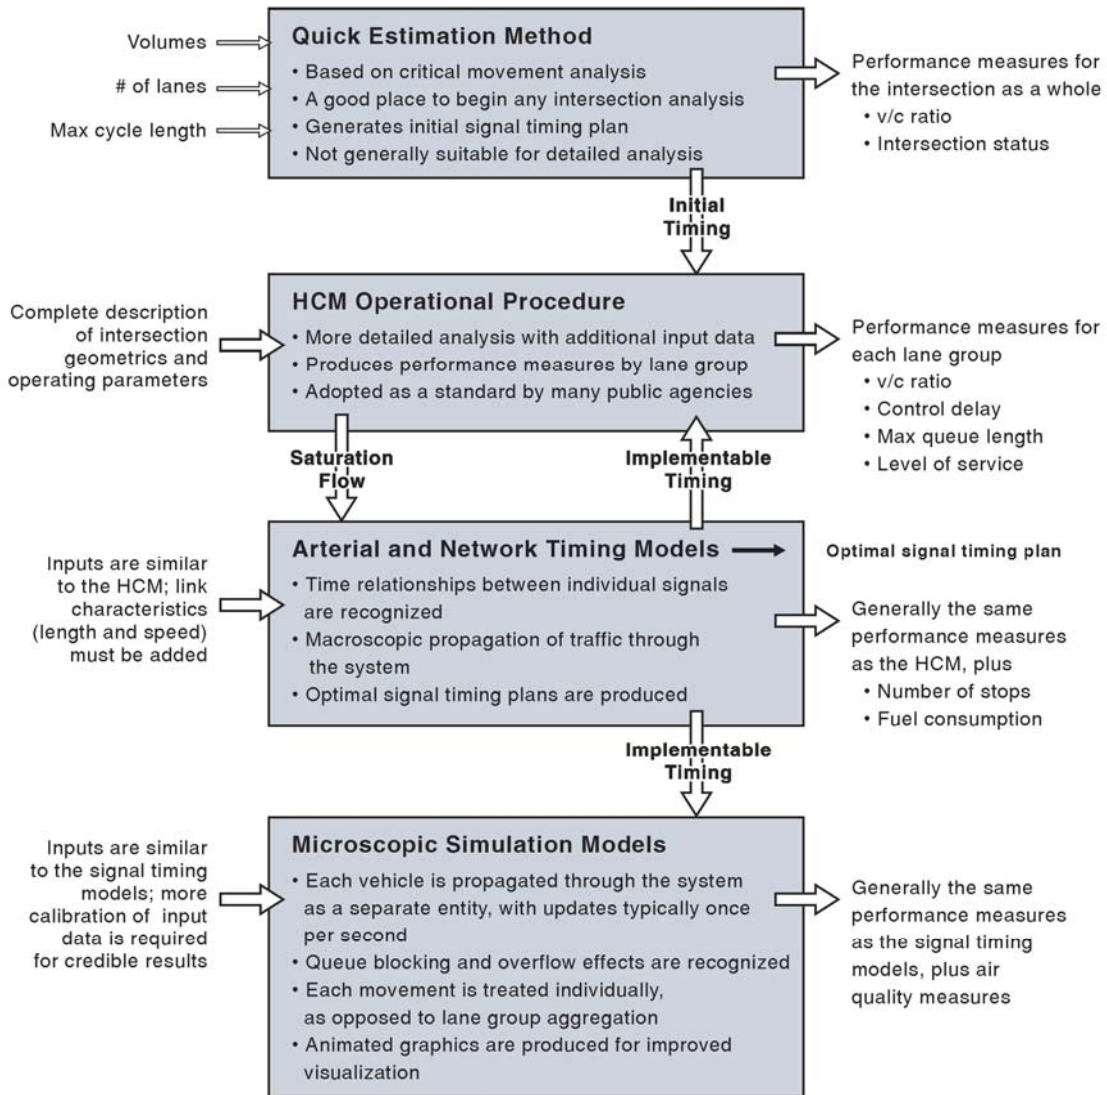 Volumes
# of lanes
Max cycle length
Quick Estimation Method
• Based on critical movement analysis
• A good place to begin any intersection analysis
• Generates initial signal timing plan
• Not generally suitable for detailed analysis
Performance measures for
the intersection as a whole
• v/c ratio
• Intersection status
Initial
Timing
Complete description
of intersection
geometrics and
operating parameters
HCM Operational Procedure
• More detailed analysis with additional input data
• Produces performance measures by lane group
• Adopted as a standard by many public agencies
Performance measures for
each lane group
• v/c ratio
• Control delay
• Max queue length
• Level of service
Saturation
Flow
Implementable
Timing
Inputs are similar
to the HCM; link
characteristics
(length and speed)
must be added
Arterial and Network Timing Models
• Time relationships between individual signals
are recognized
• Macroscopic propagation of traffic through
the system
• Optimal signal timing plans are produced
Optimal signal timing plan
Generally the same
performance measures
as the HCM, plus
• Number of stops
• Fuel consumption
Implementable
Timing
Inputs are similar
to the signal timing
models; more
calibration of input
data is required
for credible results
Microscopic Simulation Models
• Each vehicle is propagated through the system
as a separate entity, with updates typically once
per second
• Queue blocking and overflow effects are recognized
• Each movement is treated individually,
as opposed to lane group aggregation
• Animated graphics are produced for improved
visualization
Generally the same
performance measures
as the signal timing
models, plus air
quality measures